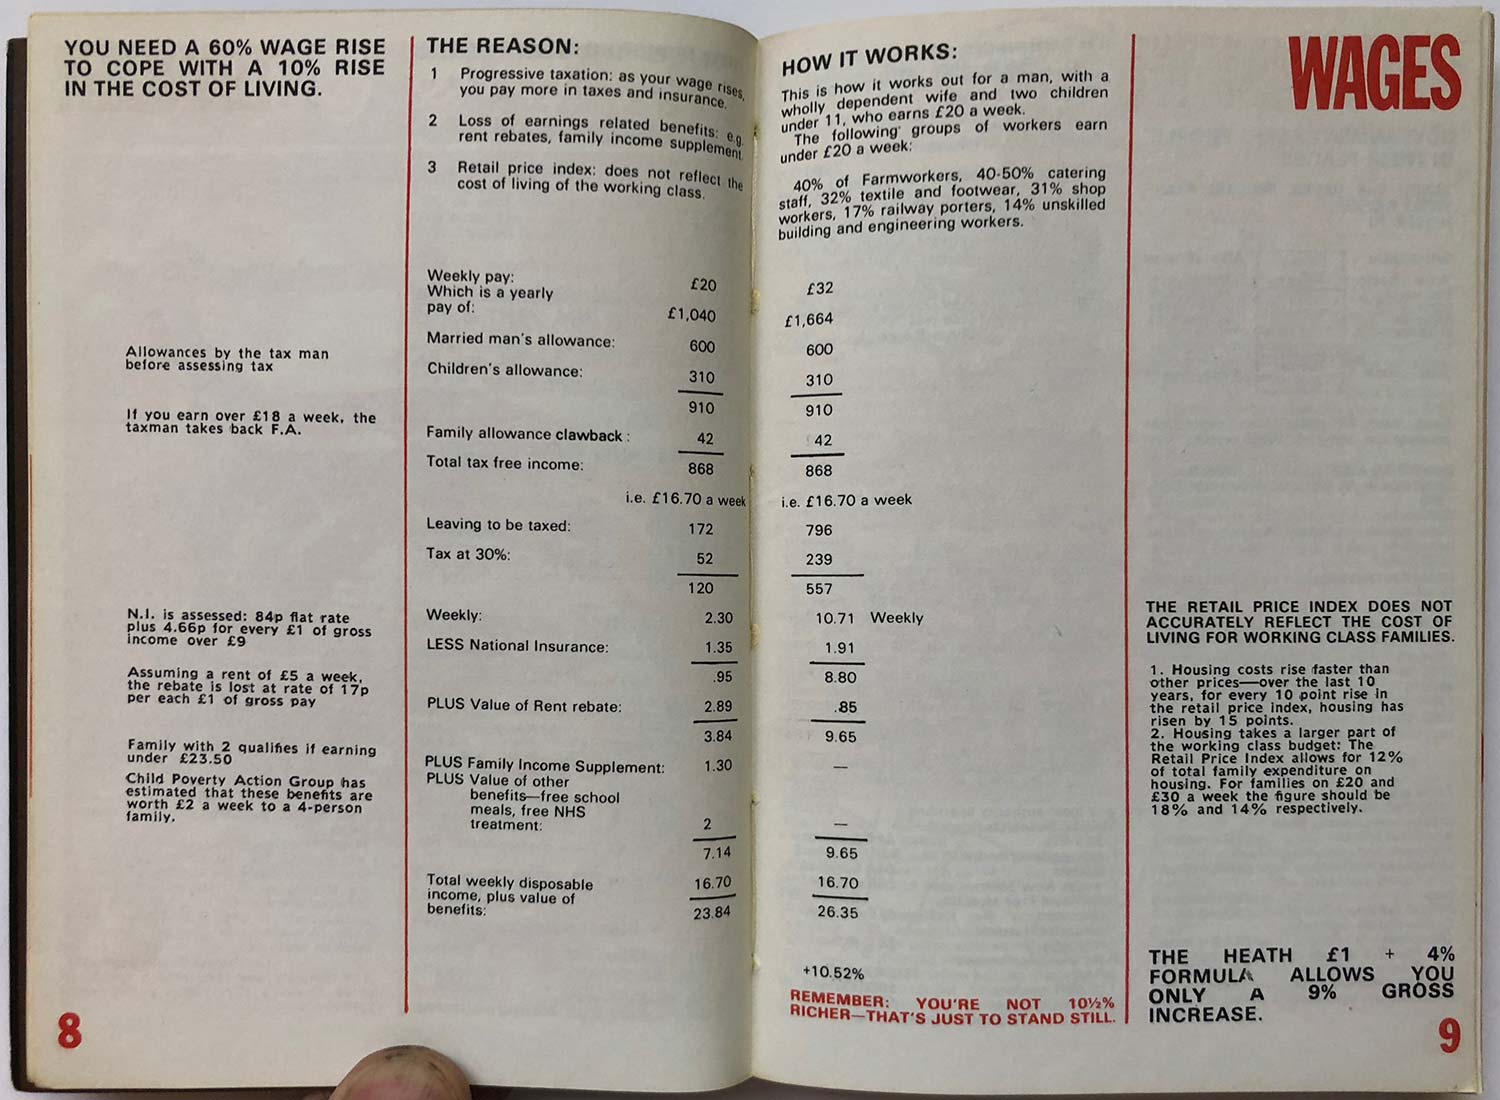 YOU NEED A 60% WAGE RISE
TO COPE WITH A 10% RISE
IN THE COST OF LIVING.
Allowances by the tax man
before assessing tax
If you earn over £18 a week, the
taxman takes back F.A.
N.I. is assessed: 84p flat rate
plus 4.66p for every £1 of gross
income over £9
Assuming a rent of £5 a week,
the rebate is lost at rate of 17p
per each £1 of gross pay
Family with 2 qualifies if earning
under £23.50
Child Poverty Action Group has
estimated that these benefits are
worth £2 a week to a 4-person
family.
8
THE REASON:
1 Progressive taxation: as your wage rises,
you pay more in taxes and insurance.
2 Loss of earnings related benefits: e.g.
rent rebates, family income supplement.
3 Retail price index: does not reflect the
cost of living of the working class.
Weekly pay: £20
Which is a yearly
pay of: £1,040
Married man's allowance: 600
Children's allowance: 310
910
Family allowance clawback: 42
Total tax free income: 868
i.e. £16.70 a week
Leaving to be taxed: 172
Tax at 30%: 52
120
Weekly: 2.30
LESS National Insurance: 1.35
.95
PLUS Value of Rent rebate: 2.89
3.84
PLUS Family Income Supplement: 1.30
PLUS Value of other
benefits—free school
meals, free NHS
treatment: 2
7.14
Total weekly disposable 16.70
income, plus value of
benefits: 23.84
HOW IT WORKS:
This is how it works out for a man, with a
wholly dependent wife and two children
under 11, who earns £20 a week.
The following groups of workers earn
under £20 a week:
40% of Farmworkers, 40-50% catering
staff, 32% textile and footwear, 31% shop
workers, 17% railway porters, 14% unskilled
building and engineering workers.
£32
£1,664
600
310
910
42
868
i.e. £16.70 a week
796
239
557
10.71 Weekly
1.91
8.80
.85
9.65
—
—
9.65
16.70
26.35
+10.52%
REMEMBER: YOU'RE NOT 10½%
RICHER—THAT'S JUST TO STAND STILL.
WAGES
THE RETAIL PRICE INDEX DOES NOT
ACCURATELY REFLECT THE COST OF
LIVING FOR WORKING CLASS FAMILIES.
1. Housing costs rise faster than
other prices—over the last 10
years, for every 10 point rise in
the retail price index, housing has
risen by 15 points.
2. Housing takes a larger part of
the working class budget: The
Retail Price Index allows for 12%
of total family expenditure on
housing. For families on £20 and
£30 a week the figure should be
18% and 14% respectively.
THE HEATH £1 + 4%
FORMULA ALLOWS YOU
ONLY A 9% GROSS
INCREASE.
9